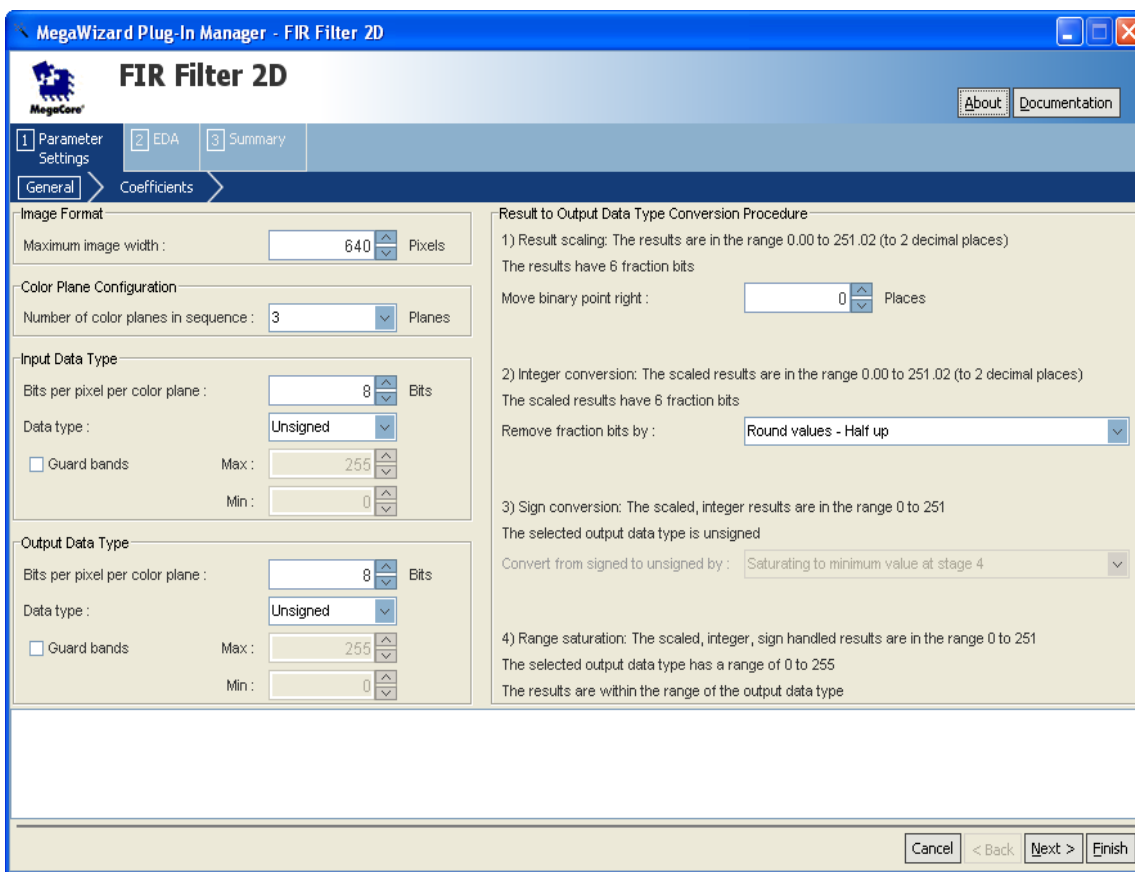 MegaWizard Plug-In Manager - FIR Filter 2D
MegaCore®
FIR Filter 2D
About Documentation
1 Parameter Settings
2 EDA
3 Summary
General
Coefficients
Image Format
Maximum image width : 640 Pixels
Color Plane Configuration
Number of color planes in sequence : 3 Planes
Input Data Type
Bits per pixel per color plane : 8 Bits
Data type : Unsigned
Guard bands Max : 255
Min : 0
Output Data Type
Bits per pixel per color plane : 8 Bits
Data type : Unsigned
Guard bands Max : 255
Min : 0
Result to Output Data Type Conversion Procedure
1) Result scaling: The results are in the range 0.00 to 251.02 (to 2 decimal places)
The results have 6 fraction bits
Move binary point right : 0 Places
2) Integer conversion: The scaled results are in the range 0.00 to 251.02 (to 2 decimal places)
The scaled results have 6 fraction bits
Remove fraction bits by : Round values - Half up
3) Sign conversion: The scaled, integer results are in the range 0 to 251
The selected output data type is unsigned
Convert from signed to unsigned by : Saturating to minimum value at stage 4
4) Range saturation: The scaled, integer, sign handled results are in the range 0 to 251
The selected output data type has a range of 0 to 255
The results are within the range of the output data type
Cancel < Back Next > Finish